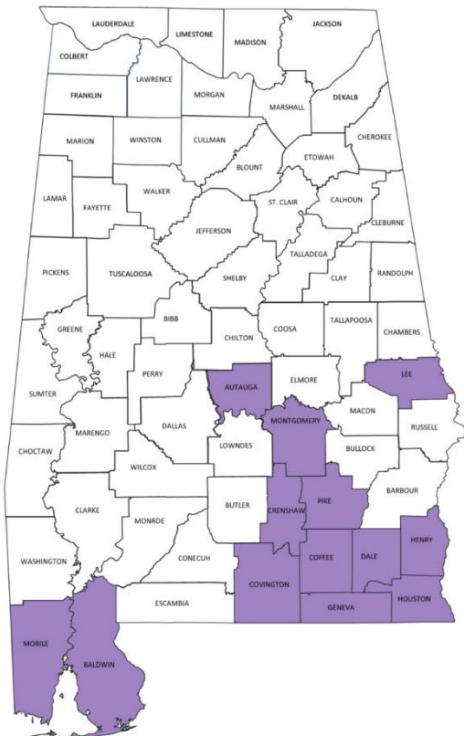 LAUDERDALE
LIMESTONE
MADISON
JACKSON
COLBERT
LAWRENCE
FRANKLIN
MORGAN
MARSHALL
DEKALB
CHEROKEE
MARION
WINSTON
CULLMAN
BLOUNT
ETOWAH
LAMAR
FAYETTE
WALKER
JEFFERSON
ST. CLAIR
CALHOUN
CLEBURNE
PICKENS
TUSCALOOSA
SHELBY
TALLADEGA
CLAY
RANDOLPH
GREENE
HALE
BIBB
CHILTON
COOSA
TALLAPOOSA
CHAMBERS
SUMTER
PERRY
AUTAUGA
ELMORE
LEE
MARENGO
DALLAS
LOWNDES
MONTGOMERY
MACON
RUSSELL
CHOCTAW
WILCOX
BULLOCK
CLARKE
MONROE
BUTLER
CRENSHAW
PIKE
BARBOUR
WASHINGTON
CONECUH
COVINGTON
COFFEE
DALE
HENRY
ESCAMBIA
GENEVA
HOUSTON
MOBILE
BALDWIN